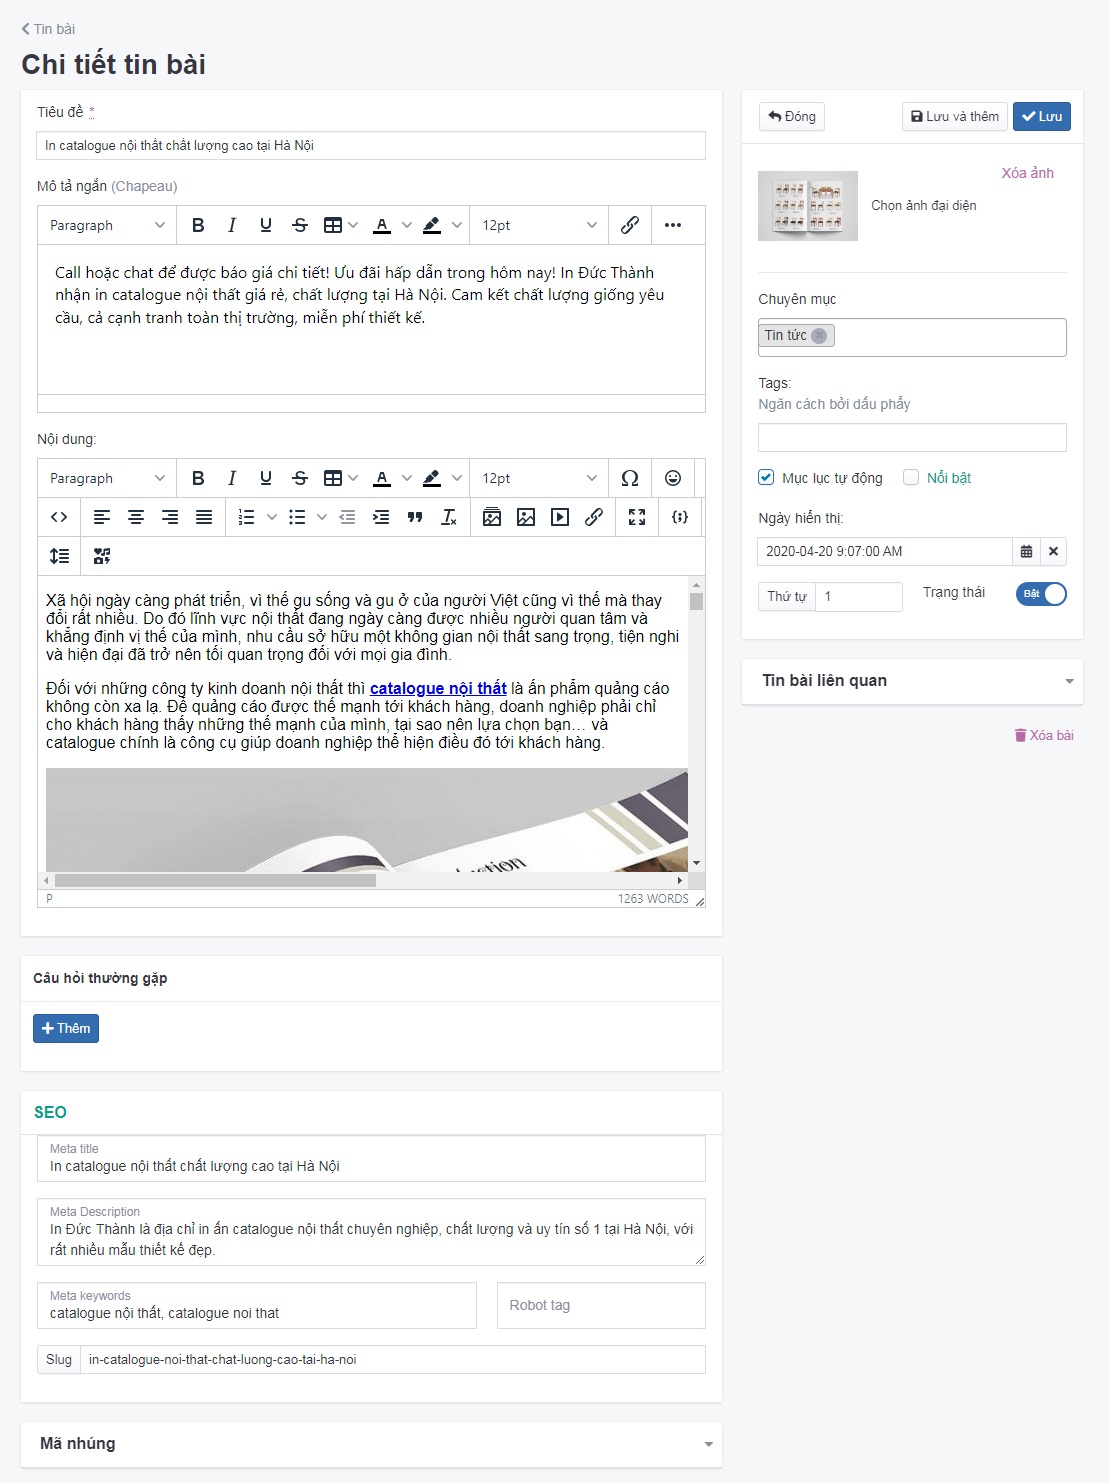 Tin bài
Chi tiết tin bài
Tiêu đề *
In catalogue nội thất chất lượng cao tại Hà Nội
Mô tả ngắn (Chapeau)
Paragraph
12pt
Call hoặc chat để được báo giá chi tiết! Ưu đãi hấp dẫn trong hôm nay! In Đức Thành
nhận in catalogue nội thất giá rẻ, chất lượng tại Hà Nội. Cam kết chất lượng giống yêu
cầu, cả cạnh tranh toàn thị trường, miễn phí thiết kế.
Nội dung:
Paragraph
12pt
Xã hội ngày càng phát triển, vì thế gu sống và gu ở của người Việt cũng vì thế mà thay
đổi rất nhiều. Do đó lĩnh vực nội thất đang ngày càng được nhiều người quan tâm và
khẳng định vị thế của mình, nhu cầu sở hữu một không gian nội thất sang trọng, tiện nghi
và hiện đại đã trở nên tối quan trọng đối với mọi gia đình.
Đối với những công ty kinh doanh nội thất thì catalogue nội thất là ấn phẩm quảng cáo
không còn xa lạ. Để quảng cáo được thế mạnh tới khách hàng, doanh nghiệp phải chỉ
cho khách hàng thấy những thế mạnh của mình, tại sao nên lựa chọn bạn… và
catalogue chính là công cụ giúp doanh nghiệp thể hiện điều đó tới khách hàng.
P
1263 WORDS
Câu hỏi thường gặp
Thêm
SEO
Meta title
In catalogue nội thất chất lượng cao tại Hà Nội
Meta Description
In Đức Thành là địa chỉ in ấn catalogue nội thất chuyên nghiệp, chất lượng và uy tín số 1 tại Hà Nội, với
rất nhiều mẫu thiết kế đẹp.
Meta keywords
catalogue nội thất, catalogue noi that
Robot tag
Slug
in-catalogue-noi-that-chat-luong-cao-tai-ha-noi
Mã nhúng
Đóng
Lưu và thêm
Lưu
Xóa ảnh
Chọn ảnh đại diện
Chuyên mục
Tin tức
Tags:
Ngăn cách bởi dấu phẩy
Mục lục tự động
Nổi bật
Ngày hiển thị:
2020-04-20 9:07:00 AM
Thứ tự
1
Trạng thái
Bật
Tin bài liên quan
Xóa bài